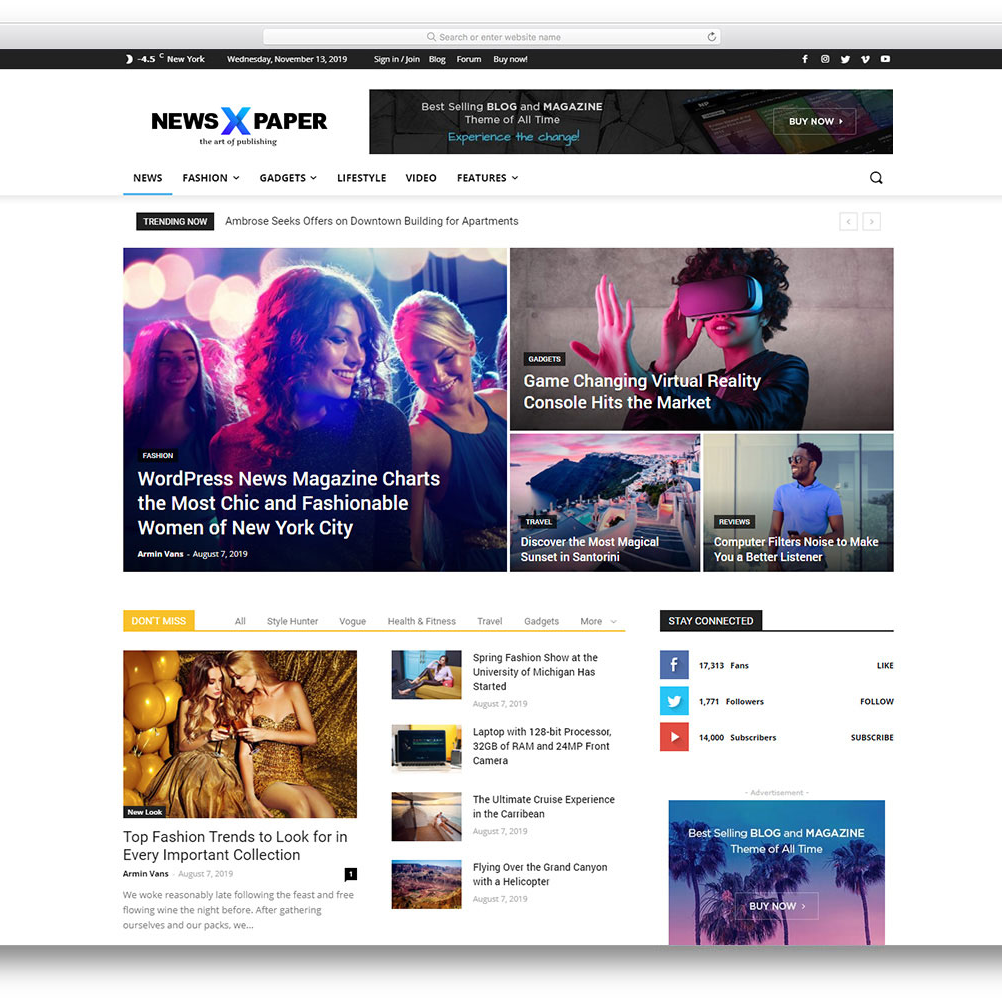 Search or enter website name
-4.5 C New York Wednesday, November 13, 2019 Sign in / Join Blog Forum Buy now!
NEWS X PAPER
the art of publishing
Best Selling BLOG and MAGAZINE
Theme of All Time
Experience the change!
BUY NOW
NEWS FASHION GADGETS LIFESTYLE VIDEO FEATURES
TRENDING NOW Ambrose Seeks Offers on Downtown Building for Apartments
FASHION
WordPress News Magazine Charts
the Most Chic and Fashionable
Women of New York City
Armin Vans - August 7, 2019
GADGETS
Game Changing Virtual Reality
Console Hits the Market
TRAVEL
Discover the Most Magical
Sunset in Santorini
REVIEWS
Computer Filters Noise to Make
You a Better Listener
DON'T MISS All Style Hunter Vogue Health & Fitness Travel Gadgets More
New Look
Top Fashion Trends to Look for in
Every Important Collection
Armin Vans - August 7, 2019 1
We woke reasonably late following the feast and free
flowing wine the night before. After gathering
ourselves and our packs, we...
Spring Fashion Show at the
University of Michigan Has
Started
August 7, 2019
Laptop with 128-bit Processor,
32GB of RAM and 24MP Front
Camera
The Ultimate Cruise Experience
in the Carribean
August 7, 2019
Flying Over the Grand Canyon
with a Helicopter
August 7, 2019
STAY CONNECTED
17,313 Fans LIKE
1,771 Followers FOLLOW
14,000 Subscribers SUBSCRIBE
- Advertisement -
Best Selling BLOG and MAGAZINE
Theme of All Time
BUY NOW